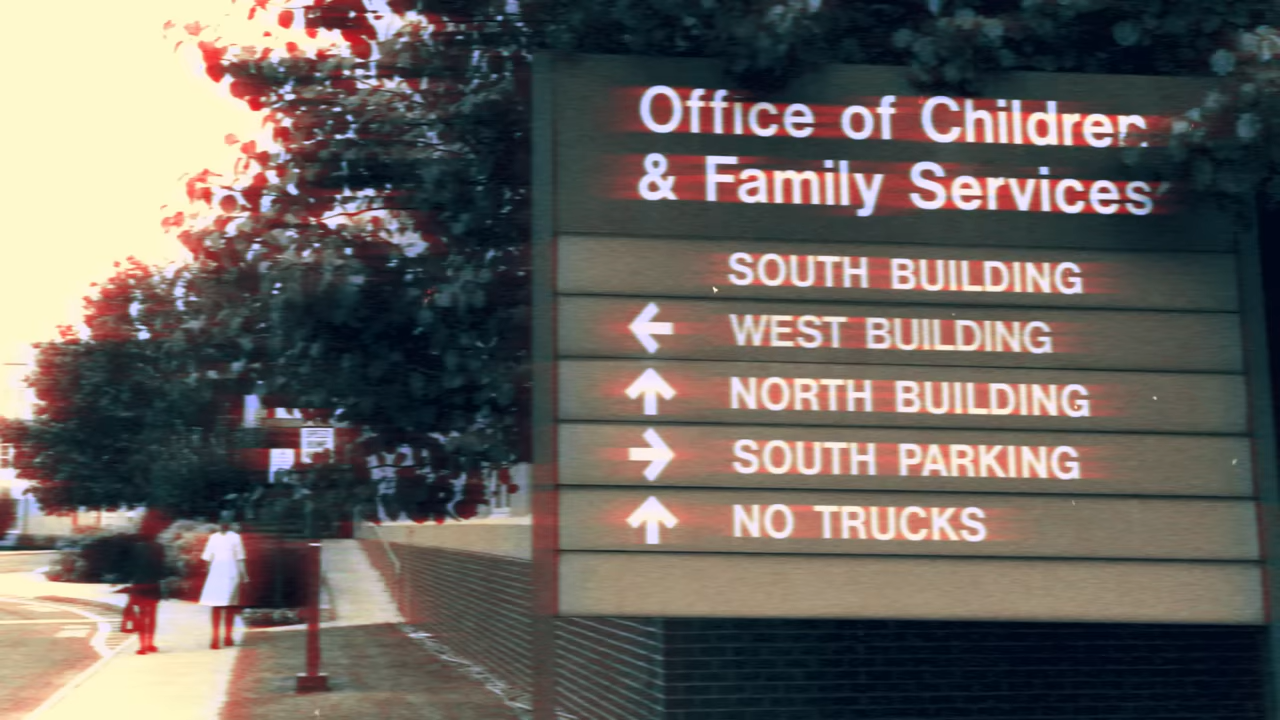 Office of Children
& Family Services
SOUTH BUILDING
← WEST BUILDING
↑ NORTH BUILDING
→ SOUTH PARKING
↑ NO TRUCKS